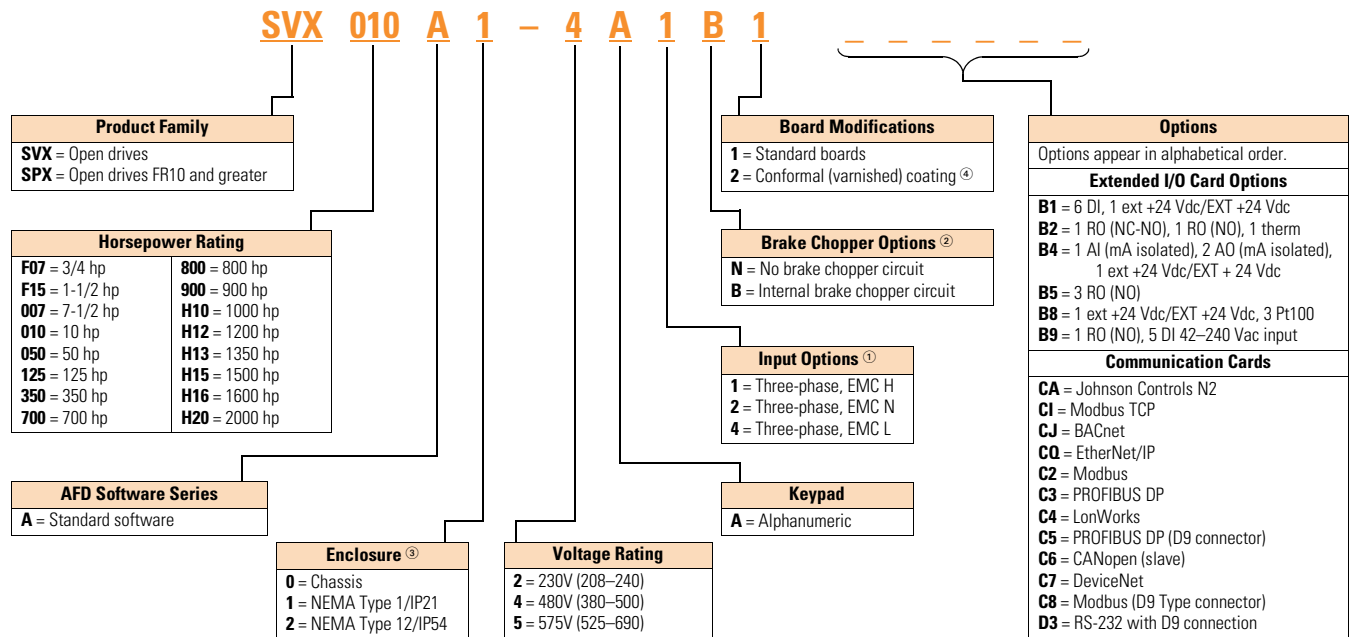 SVX 010 A 1 – 4 A 1 B 1 _ _ _ _ _ _
Product Family
SVX = Open drives
SPX = Open drives FR10 and greater
Horsepower Rating
F07 = 3/4 hp
F15 = 1-1/2 hp
007 = 7-1/2 hp
010 = 10 hp
050 = 50 hp
125 = 125 hp
350 = 350 hp
700 = 700 hp
800 = 800 hp
900 = 900 hp
H10 = 1000 hp
H12 = 1200 hp
H13 = 1350 hp
H15 = 1500 hp
H16 = 1600 hp
H20 = 2000 hp
AFD Software Series
A = Standard software
Enclosure ③
0 = Chassis
1 = NEMA Type 1/IP21
2 = NEMA Type 12/IP54
Voltage Rating
2 = 230V (208–240)
4 = 480V (380–500)
5 = 575V (525–690)
Keypad
A = Alphanumeric
Input Options ①
1 = Three-phase, EMC H
2 = Three-phase, EMC N
4 = Three-phase, EMC L
Brake Chopper Options ②
N = No brake chopper circuit
B = Internal brake chopper circuit
Board Modifications
1 = Standard boards
2 = Conformal (varnished) coating ④
Options
Options appear in alphabetical order.
Extended I/O Card Options
B1 = 6 DI, 1 ext +24 Vdc/EXT +24 Vdc
B2 = 1 RO (NC-NO), 1 RO (NO), 1 therm
B4 = 1 AI (mA isolated), 2 AO (mA isolated),
1 ext +24 Vdc/EXT + 24 Vdc
B5 = 3 RO (NO)
B8 = 1 ext +24 Vdc/EXT +24 Vdc, 3 Pt100
B9 = 1 RO (NO), 5 DI 42–240 Vac input
Communication Cards
CA = Johnson Controls N2
CI = Modbus TCP
CJ = BACnet
CQ = EtherNet/IP
C2 = Modbus
C3 = PROFIBUS DP
C4 = LonWorks
C5 = PROFIBUS DP (D9 connector)
C6 = CANopen (slave)
C7 = DeviceNet
C8 = Modbus (D9 Type connector)
D3 = RS-232 with D9 connection